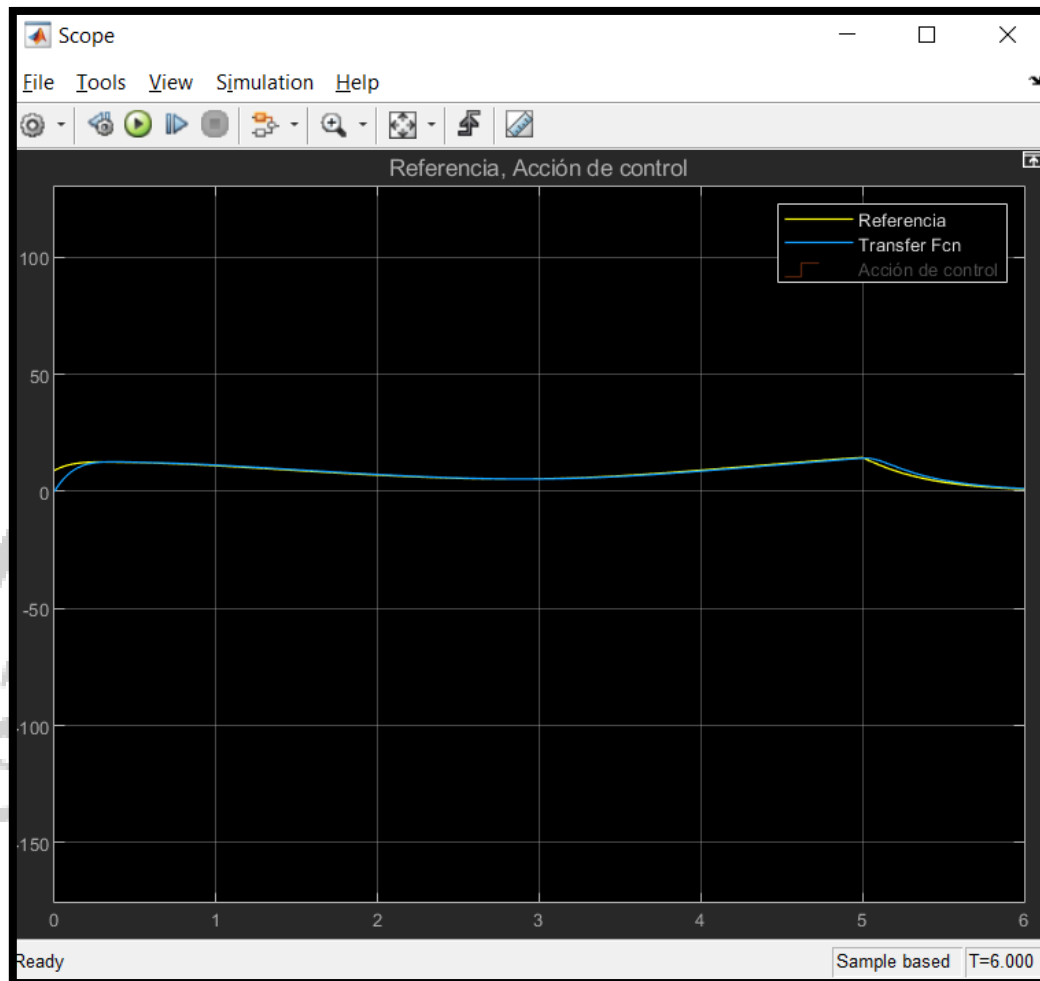 Scope
File Tools View Simulation Help
Referencia, Acción de control
Referencia
Transfer Fcn
Acción de control
100
50
0
-50
-100
-150
0 1 2 3 4 5 6
Ready Sample based T=6.000